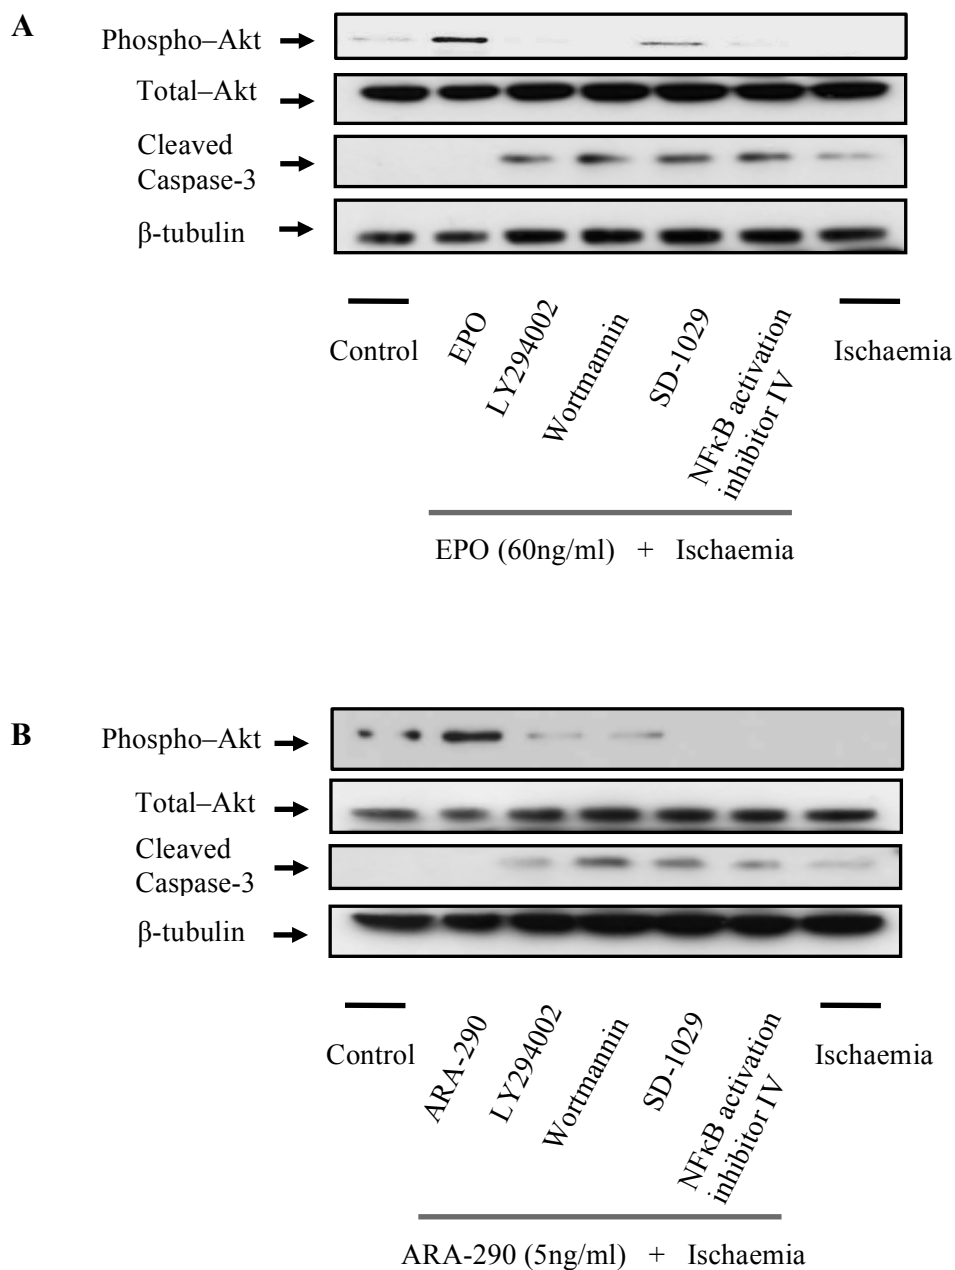 A
Phospho–Akt
Total–Akt
Cleaved
Caspase-3
β-tubulin
Control
EPO
LY294002
Wortmannin
SD-1029
NFκB activation
inhibitor IV
Ischaemia
EPO (60ng/ml) + Ischaemia
B
Phospho–Akt
Total–Akt
Cleaved
Caspase-3
β-tubulin
Control
ARA-290
LY294002
Wortmannin
SD-1029
NFκB activation
inhibitor IV
Ischaemia
ARA-290 (5ng/ml) + Ischaemia